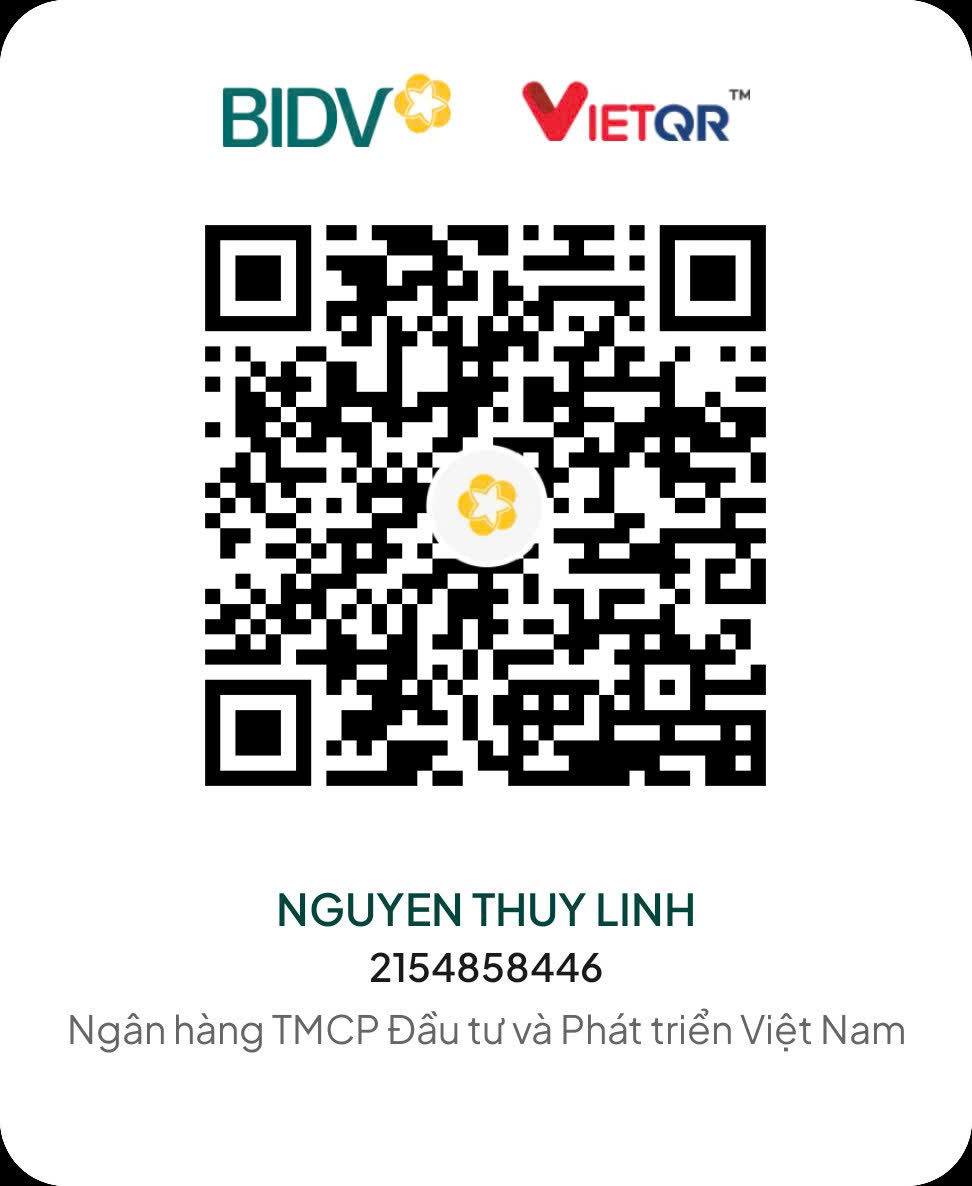 BIDV VIETQR™
NGUYEN THUY LINH
2154858446
Ngân hàng TMCP Đầu tư và Phát triển Việt Nam